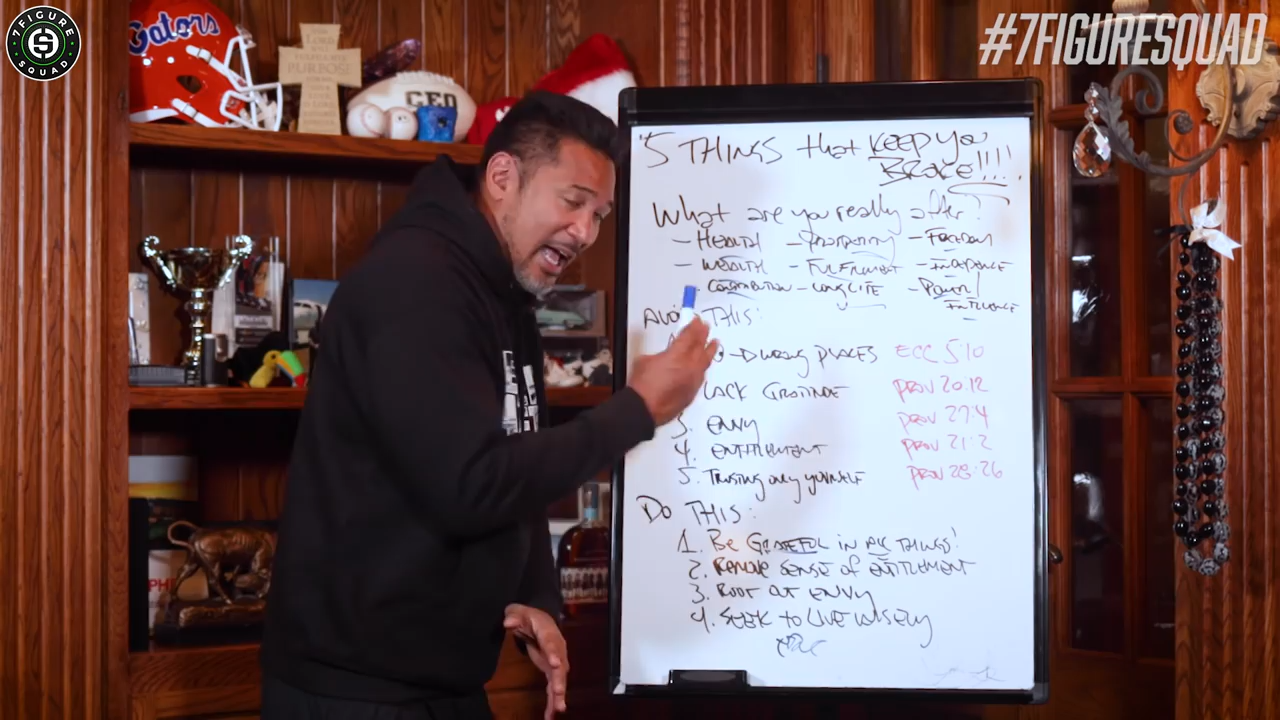 7FIGURE
SQUAD
#7FIGURESQUAD
Gators
PURPOSE
CEO
5 THINGS that KEEP YOU
BROKE!!!!
What are you really after?
- HEALTH - PROSPERITY - FREEDOM
- WEALTH - FULFILLMENT
- CONTRIBUTION - LONG LIFE - POWER/
INFLUENCE
THIS:
PLACES ECC 5:10
LACK PROV 20:12
3. ENVY PROV 27:4
4. ENTITLEMENT PROV 21:2
5. Trusting only yourself PROV 28:26
DO THIS:
1. Be GRATEFUL in ALL THINGS!
2. REMOVE SENSE OF ENTITLEMENT
3. ROOT OUT ENVY
4. SEEK TO LIVE WISELY